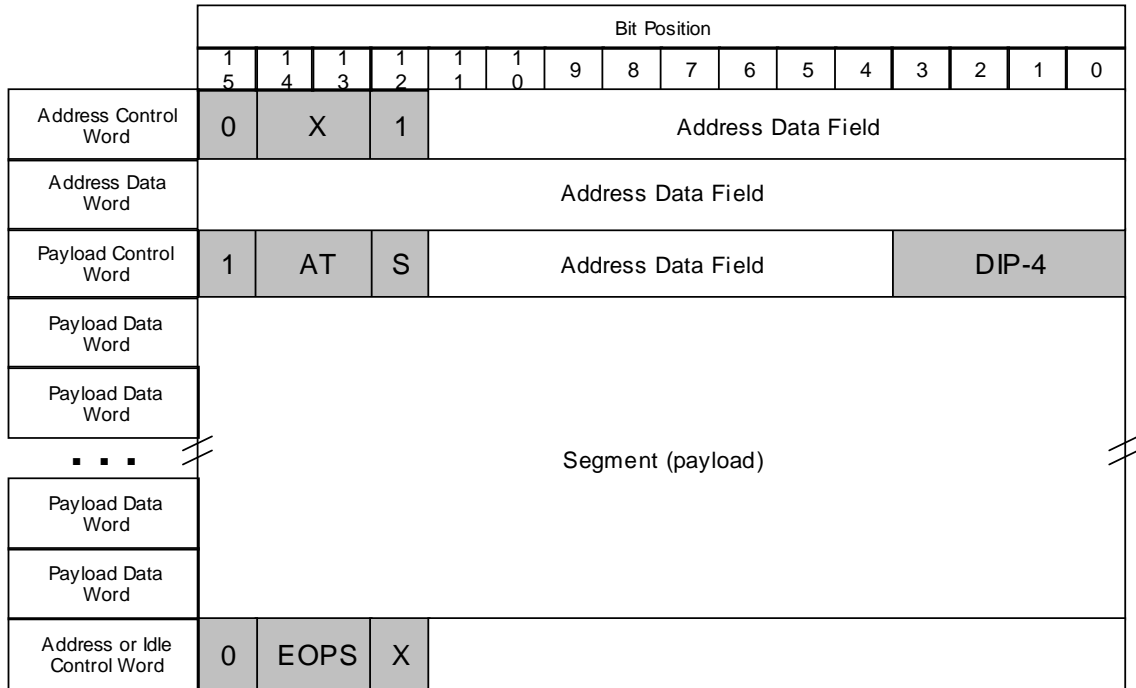 Bit Position
15 14 13 12 11 10 9 8 7 6 5 4 3 2 1 0
Address Control Word 0 X 1 Address Data Field
Address Data Word Address Data Field
Payload Control Word 1 AT S Address Data Field DIP-4
Payload Data Word
Payload Data Word
. . . Segment (payload)
Payload Data Word
Payload Data Word
Address or Idle Control Word 0 EOPS X